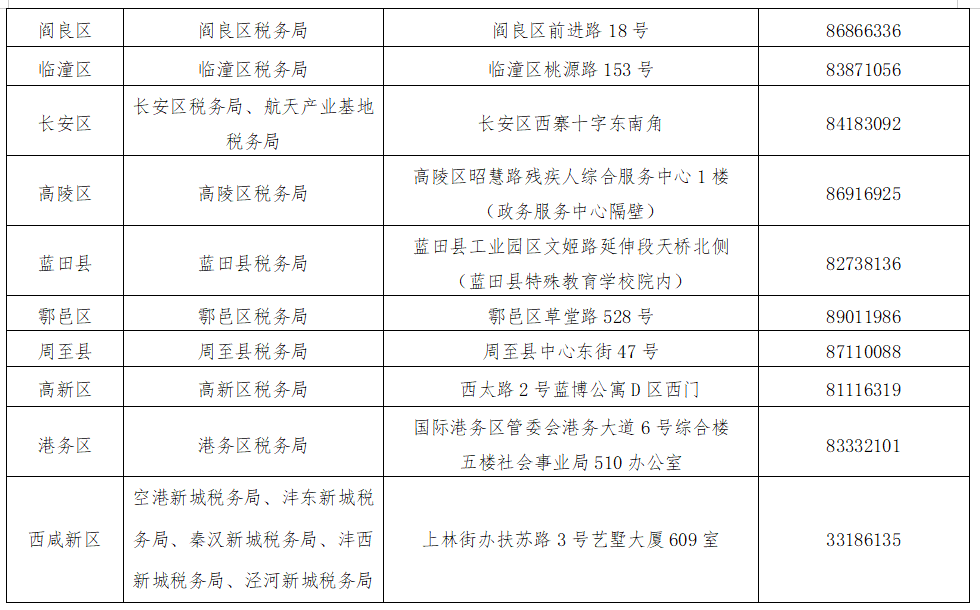 阎良区 阎良区税务局 阎良区前进路 18 号 86866336
临潼区 临潼区税务局 临潼区桃源路 153 号 83871056
长安区 长安区税务局、航天产业基地
税务局 长安区西寨十字东南角 84183092
高陵区 高陵区税务局 高陵区昭慧路残疾人综合服务中心 1 楼
（政务服务中心隔壁） 86916925
蓝田县 蓝田县税务局 蓝田县工业园区文姬路延伸段天桥北侧
（蓝田县特殊教育学校院内） 82738136
鄠邑区 鄠邑区税务局 鄠邑区草堂路 528 号 89011986
周至县 周至县税务局 周至县中心东街 47 号 87110088
高新区 高新区税务局 西太路 2 号蓝博公寓 D 区西门 81116319
港务区 港务区税务局 国际港务区管委会港务大道 6 号综合楼
五楼社会事业局 510 办公室 83332101
西咸新区 空港新城税务局、沣东新城税
务局、秦汉新城税务局、沣西
新城税务局、泾河新城税务局 上林街办扶苏路 3 号艺墅大厦 609 室 33186135